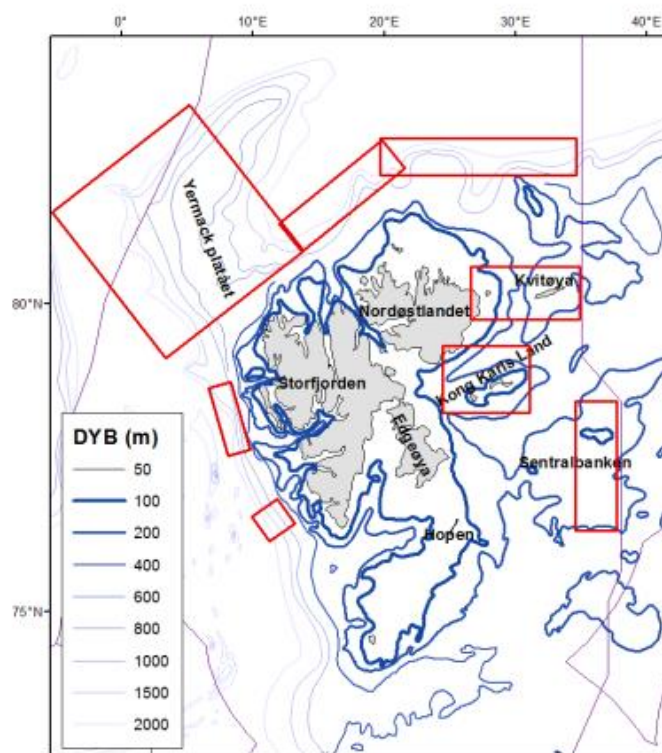 0° 10°E 20°E 30°E 40°E
Yermack platået
80°N
Kvitøya
Nordøstlandet
Kong Karls Land
Storfjorden
Edgeøya
Sentralbanken
Hopen
75°N
DYB (m)
50
100
200
400
600
800
1000
1500
2000